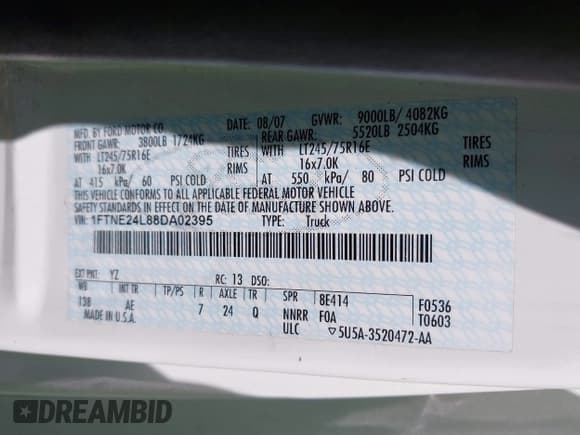 MFD. BY FORD MOTOR CO.
DATE: 08/07 GVWR: 9000LB/ 4082KG
FRONT GAWR: 3800LB 1724KG
REAR GAWR: 5520LB 2504KG
WITH LT245/75R16E TIRES
WITH LT245/75R16E TIRES
16x7.0K RIMS
16x7.0K RIMS
AT 415 kPa/ 60 PSI COLD
AT 550 kPa/ 80 PSI COLD
THIS VEHICLE CONFORMS TO ALL APPLICABLE FEDERAL MOTOR VEHICLE
SAFETY STANDARDS IN EFFECT ON THE DATE OF MANUFACTURE SHOWN ABOVE.
VIN: 1FTNE24L88DA02395 TYPE: Truck
EXT PNT: YZ RC: 13 DSO:
WB INT TR TP/PS R AXLE TR SPR 8E414 F0536
138 AE 7 24 Q NNRR F0A T0603
MADE IN U.S.A. ULC ▽5U5A-3520472-AA
DREAMBID